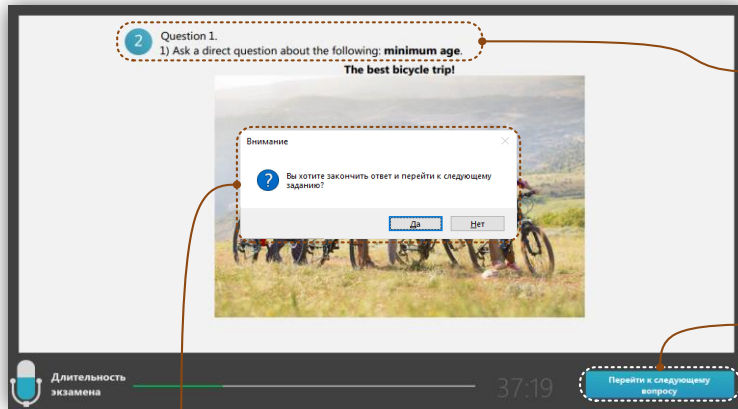 2
Question 1.
1) Ask a direct question about the following: minimum age.
The best bicycle trip!
Внимание
?
Вы хотите закончить ответ и перейти к следующему
заданию?
Да
Нет
Длительность
экзамена
37:19
Перейти к следующему
вопросу